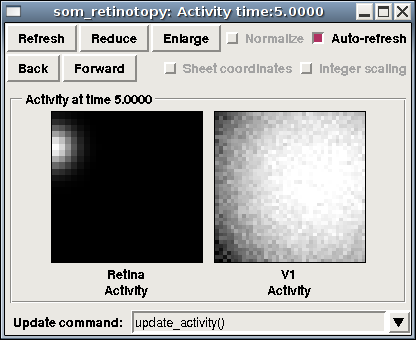 som_retinotopy: Activity time:5.0000
Refresh Reduce Enlarge Normalize Auto-refresh
Back Forward Sheet coordinates Integer scaling
Activity at time 5.0000
Retina V1
Activity Activity
Update command: update_activity()